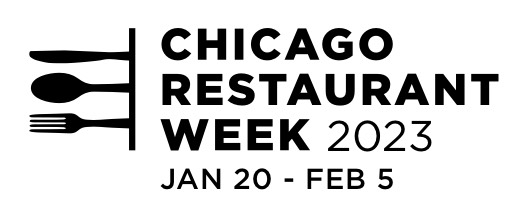 CHICAGO
RESTAURANT
WEEK 2023
JAN 20 - FEB 5